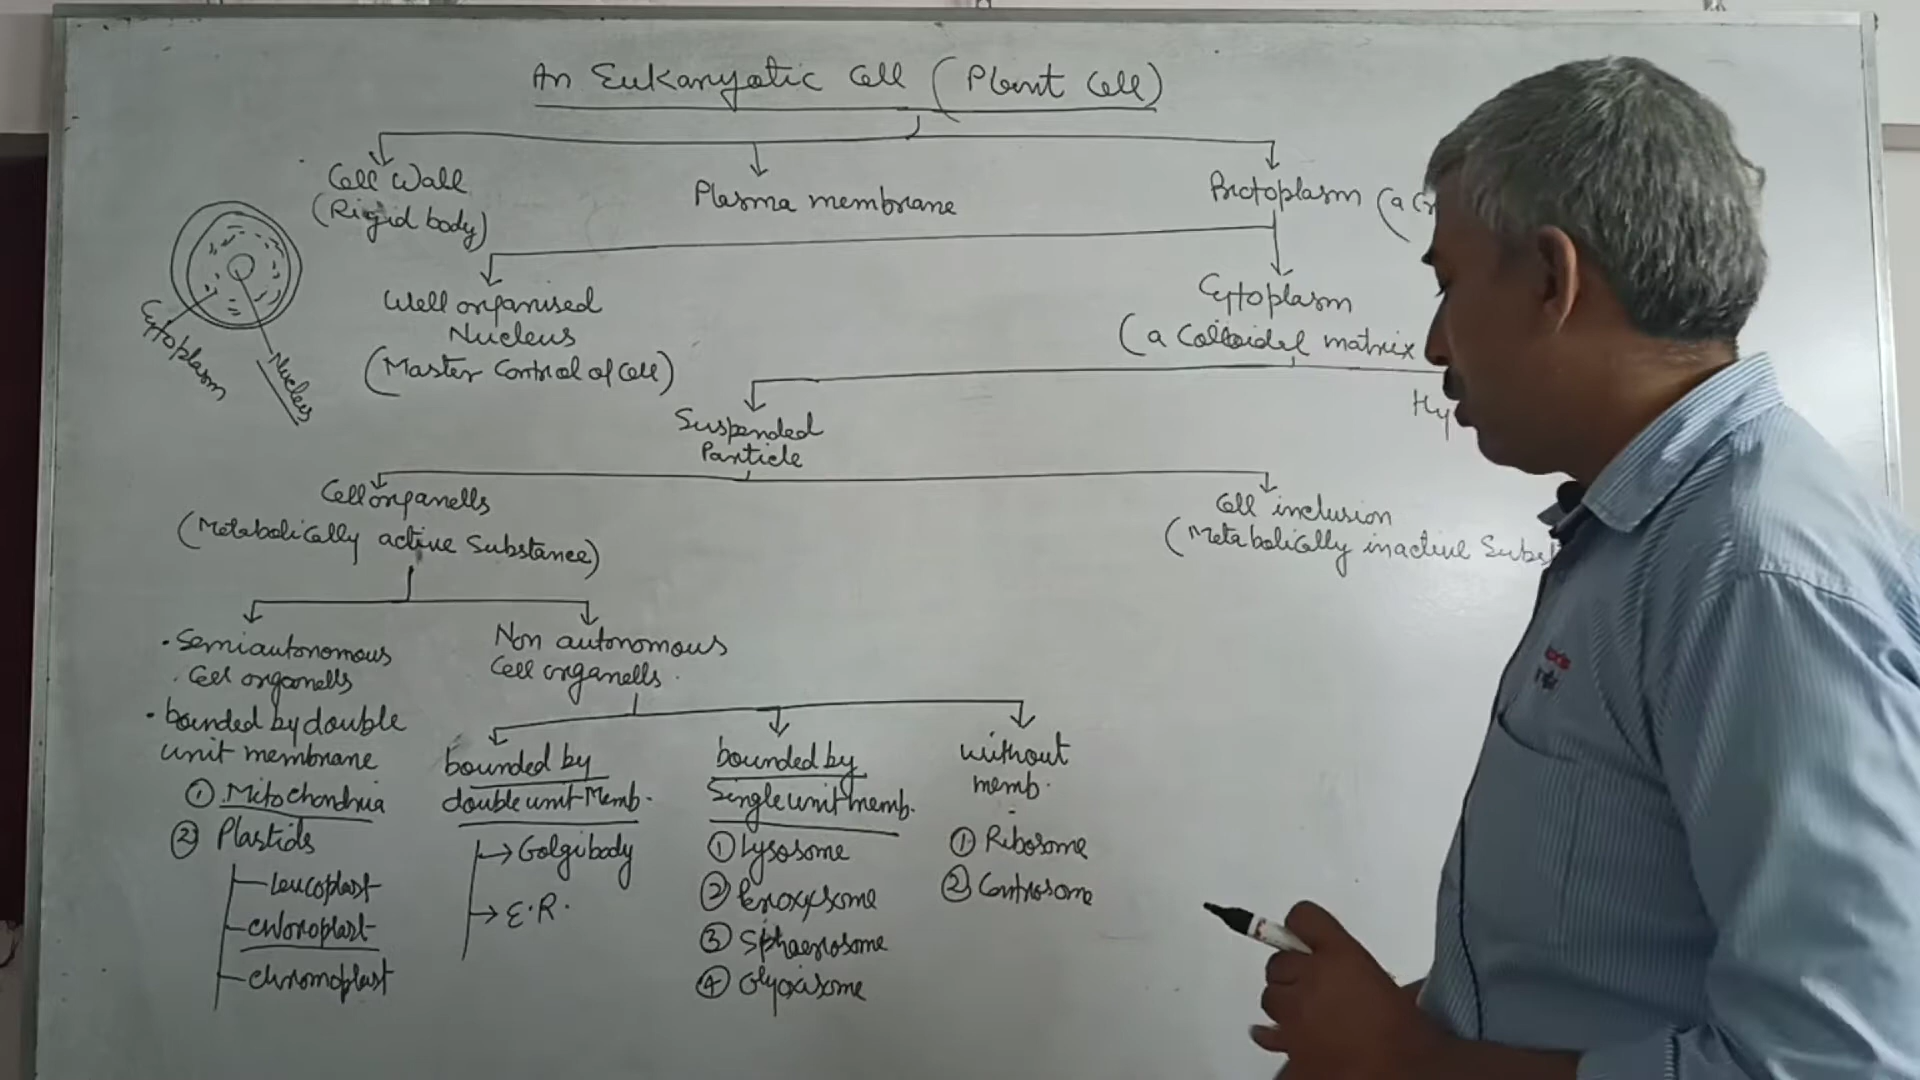 An Eukaryotic Cell (Plant Cell)
Cell Wall
(Rigid body)
Plasma membrane
Protoplasm (a
Cytoplasm
Nucleus
Well organised
Nucleus
(Master Control of Cell)
Cytoplasm
(a Colloidal matrix
Hy
Suspended
Particle
Cell organells
(Metabolically active Substance)
Cell inclusion
(Metabolically inactive Subst
• Semiautonomous
Cell organells
• bounded by double
unit membrane
① Mitochondria
② Plastids
Leucoplast
chloroplast
chromoplast
Non autonomous
Cell organells.
bounded by
double unit Memb.
Golgibody
E.R.
bounded by
Single unit memb.
① Lysosome
② Peroxysome
③ Sphaerosome
④ Glyoxisome
without
memb.
① Ribosome
② Centrosome